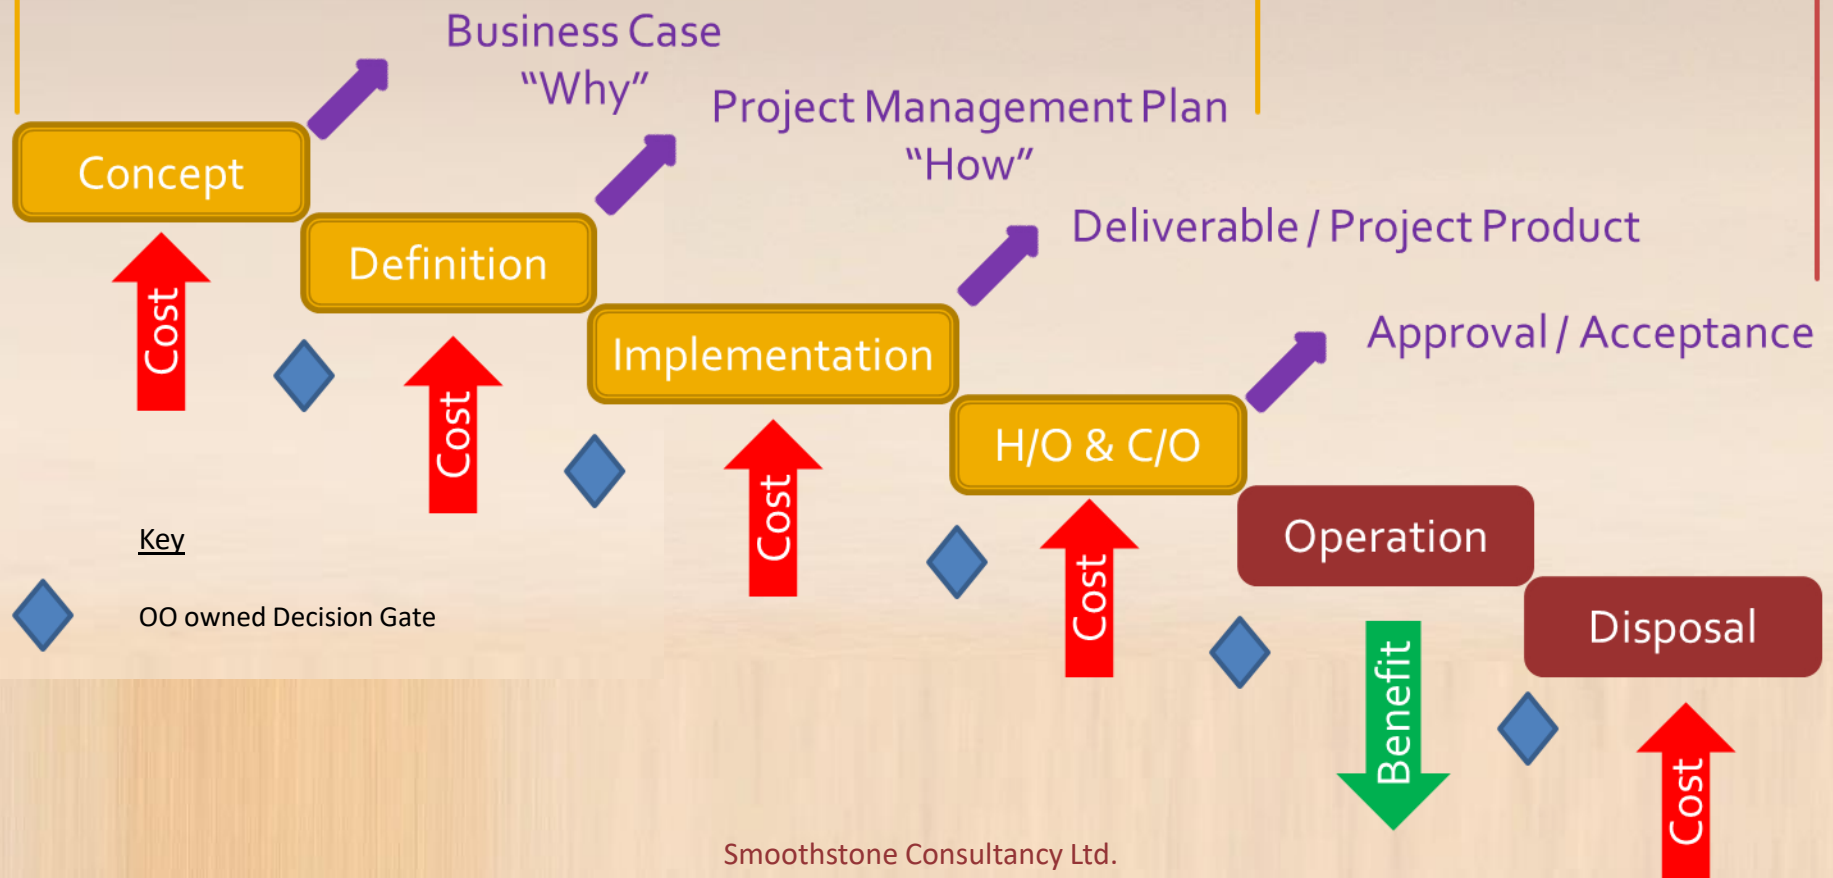 Business Case
“Why”
Project Management Plan
“How”
Concept
Deliverable / Project Product
Definition
Cost
Approval / Acceptance
Implementation
Cost
H/O & C/O
Cost
Operation
Key
Cost
OO owned Decision Gate
Disposal
Benefit
Cost
Smoothstone Consultancy Ltd.